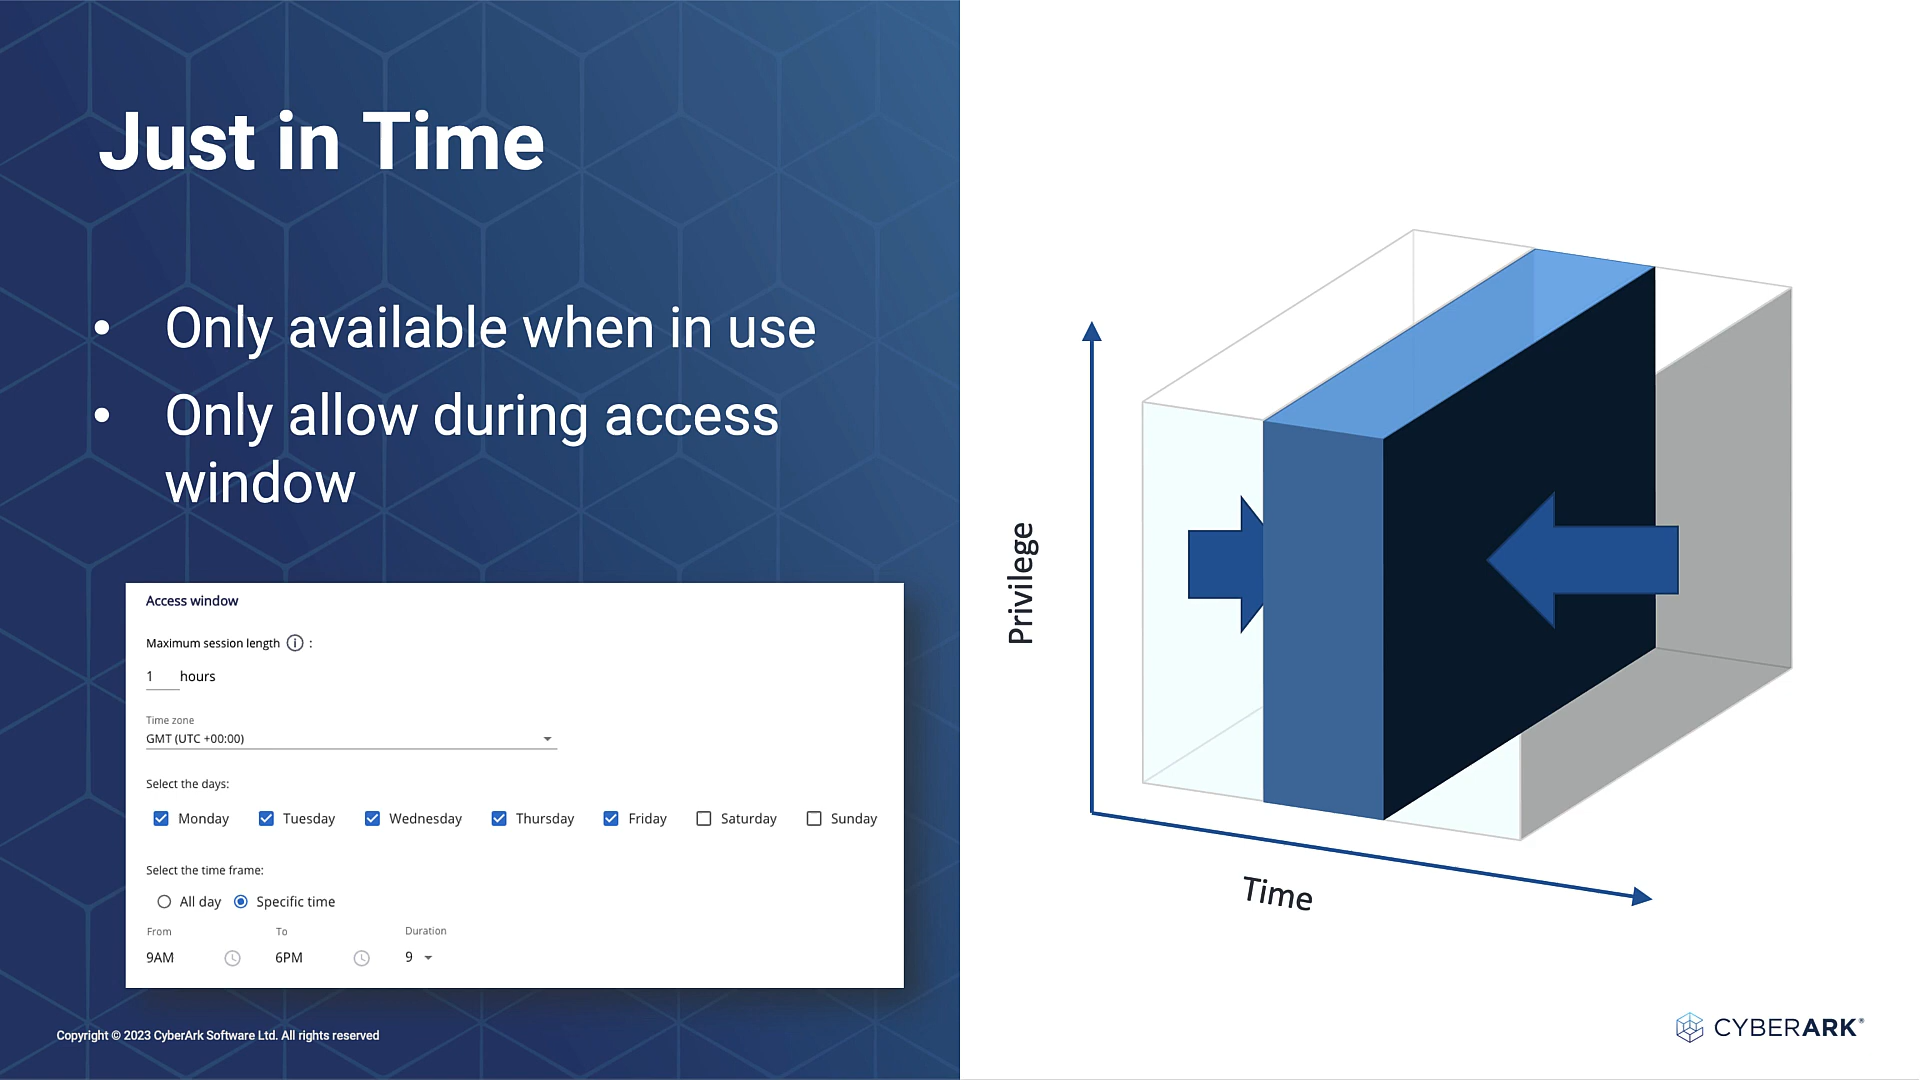 Just in Time
• Only available when in use
• Only allow during access
window
Access window
Maximum session length ⓘ :
1 hours
Time zone
GMT (UTC +00:00)
Select the days:
Monday Tuesday Wednesday Thursday Friday Saturday Sunday
Select the time frame:
All day Specific time
From To Duration
9AM 6PM 9
Copyright © 2023 CyberArk Software Ltd. All rights reserved
Privilege
Time
CYBERARK®